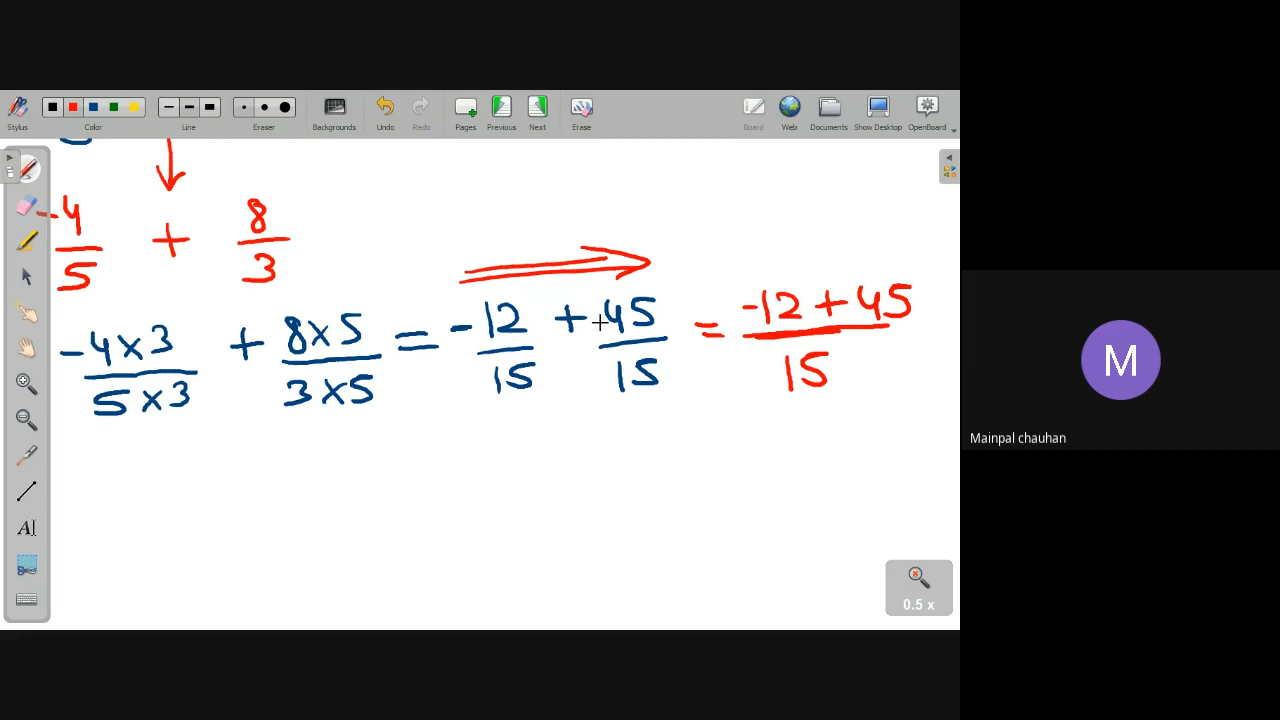 Stylus Color Line Eraser Backgrounds Undo Redo Pages Previous Next Erase Board Web Documents Show Desktop OpenBoard
-4/5 + 8/3
-4×3/5×3 + 8×5/3×5 = -12/15 + 45/15 = -12+45/15
M
Mainpal chauhan
0.5 x